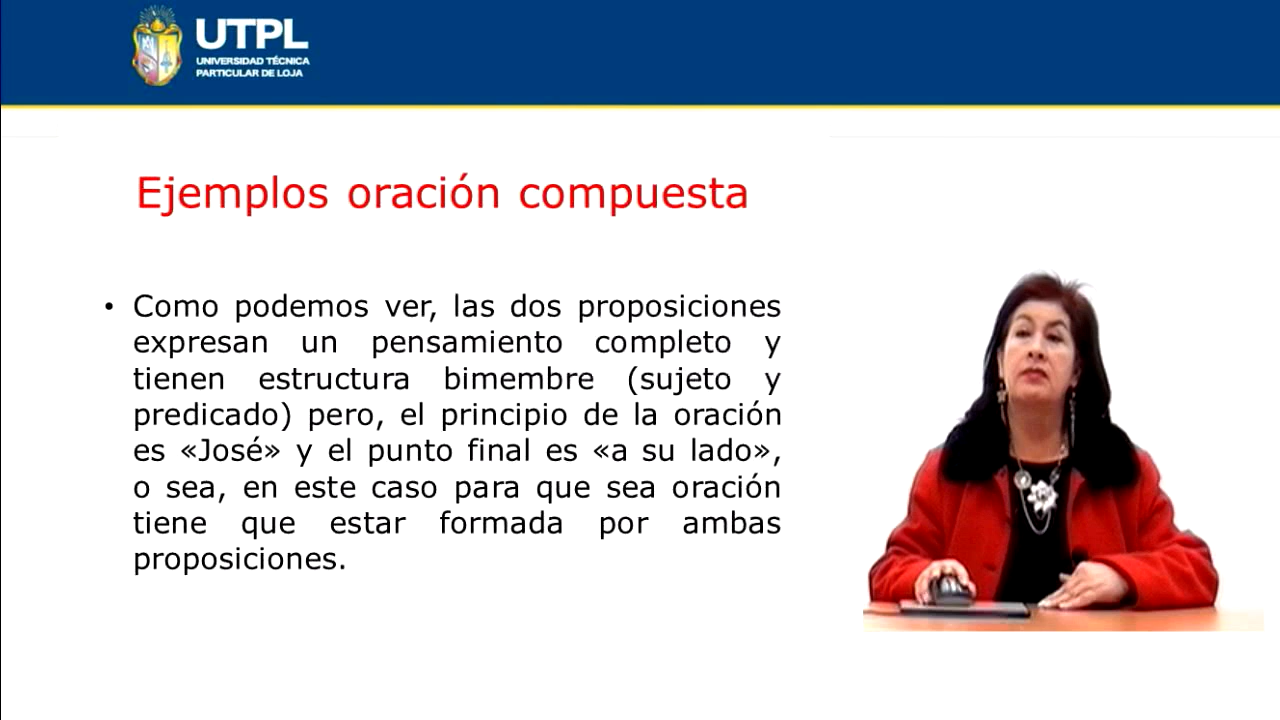 UTPL
UNIVERSIDAD TÉCNICA
PARTICULAR DE LOJA
Ejemplos oración compuesta
• Como podemos ver, las dos proposiciones
expresan un pensamiento completo y
tienen estructura bimembre (sujeto y
predicado) pero, el principio de la oración
es «José» y el punto final es «a su lado»,
o sea, en este caso para que sea oración
tiene que estar formada por ambas
proposiciones.